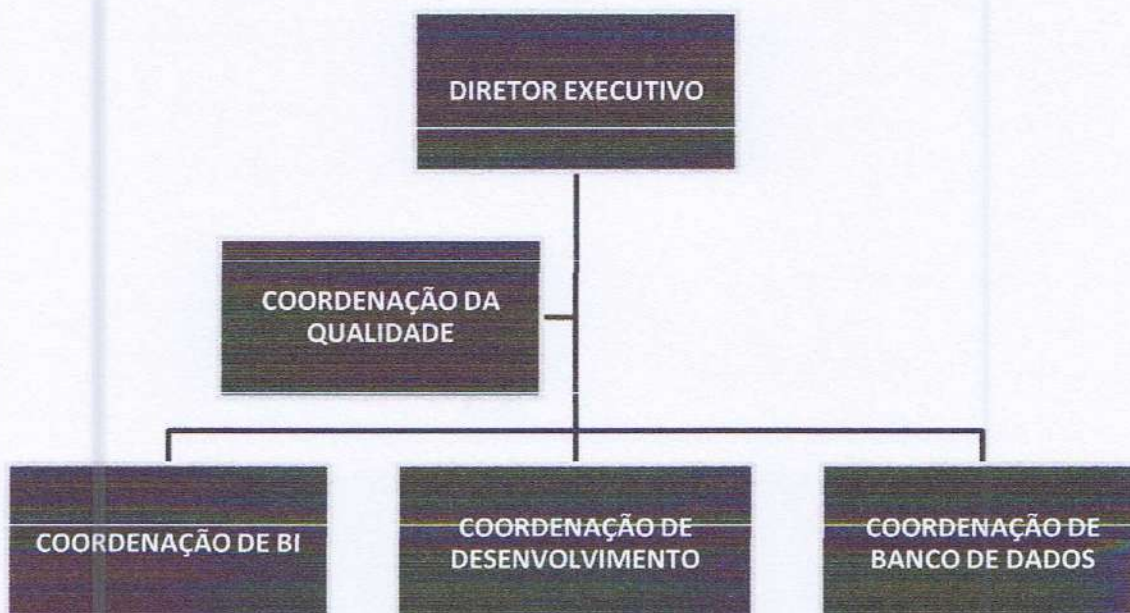 DIRETOR EXECUTIVO
COORDENAÇÃO DA
QUALIDADE
COORDENAÇÃO DE BI
COORDENAÇÃO DE
DESENVOLVIMENTO
COORDENAÇÃO DE
BANCO DE DADOS